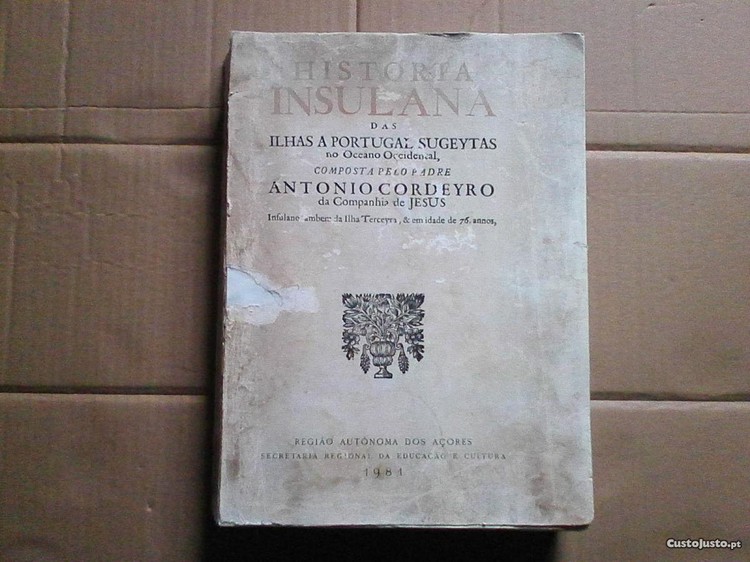 HISTORIA
INSULANA
DAS
ILHAS A PORTUGAL SUGEYTAS
no Oceano Occidental,
COMPOSTA PELO PADRE
ANTONIO CORDEYRO
da Companhia de JESUS
Insulano tambem da Ilha Terceyra, & em idade de 76. annos,
REGIÃO AUTÓNOMA DOS AÇORES
SECRETARIA REGIONAL DA EDUCAÇÃO E CULTURA
1981
CustoJusto.pt